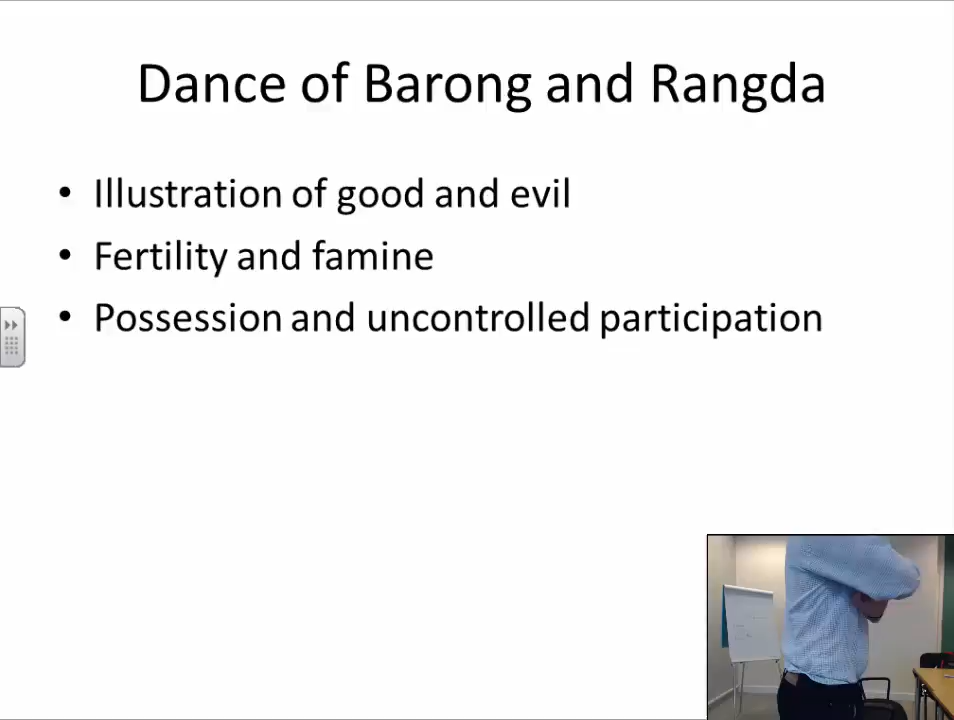 Dance of Barong and Rangda
• Illustration of good and evil
• Fertility and famine
• Possession and uncontrolled participation